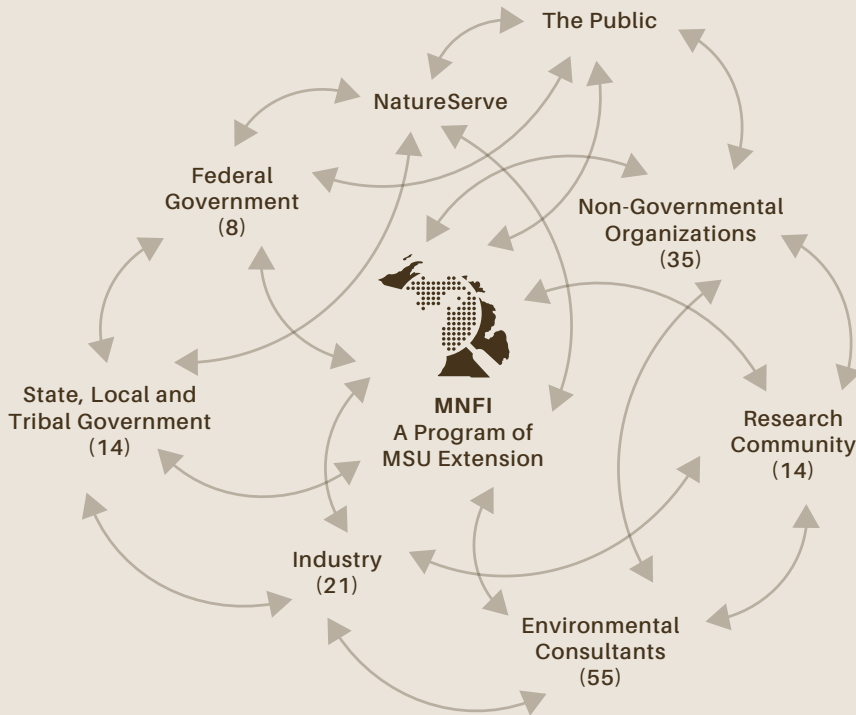 The Public
NatureServe
Federal
Government
(8)
Non-Governmental
Organizations
(35)
State, Local and
Tribal Government
(14)
MNFI
A Program of
MSU Extension
Research
Community
(14)
Industry
(21)
Environmental
Consultants
(55)